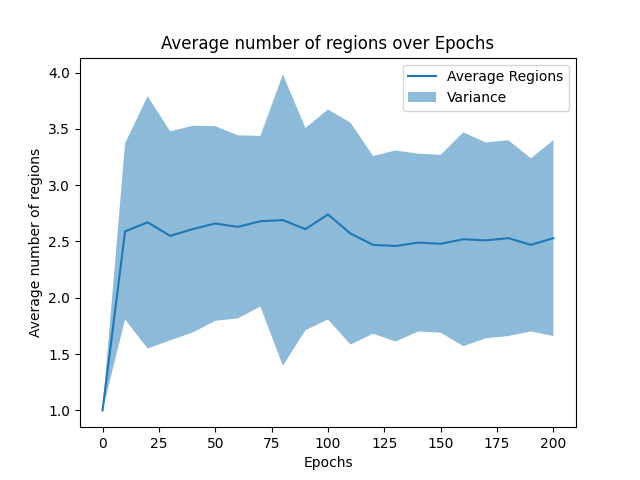 Average number of regions over Epochs
Average Regions
Variance
Average number of regions
4.0
3.5
3.0
2.5
2.0
1.5
1.0
0 25 50 75 100 125 150 175 200
Epochs